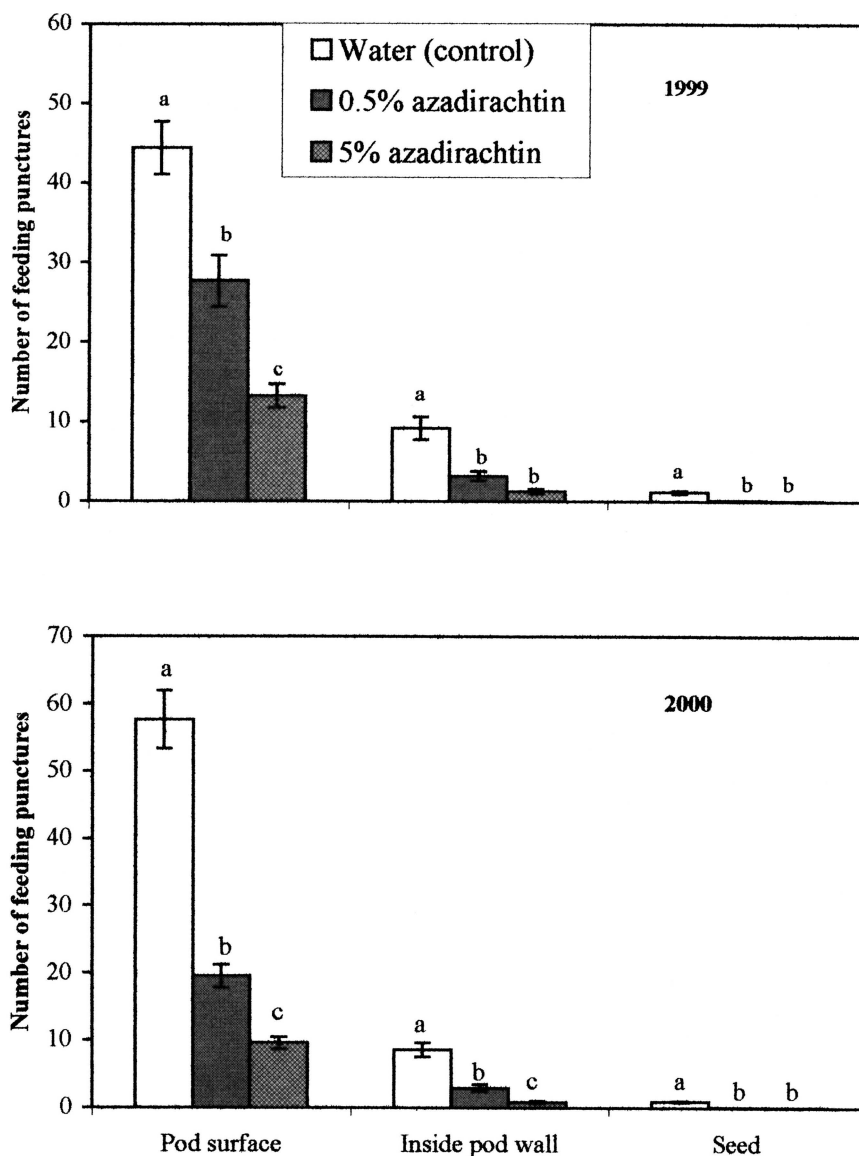 60
50
40
30
20
10
0
Number of feeding punctures
Water (control)
0.5% azadirachtin
5% azadirachtin
1999
a
b
c
a
b
b
a
b
b
70
60
50
40
30
20
10
0
Number of feeding punctures
2000
a
b
c
a
b
c
a
b
b
Pod surface
Inside pod wall
Seed